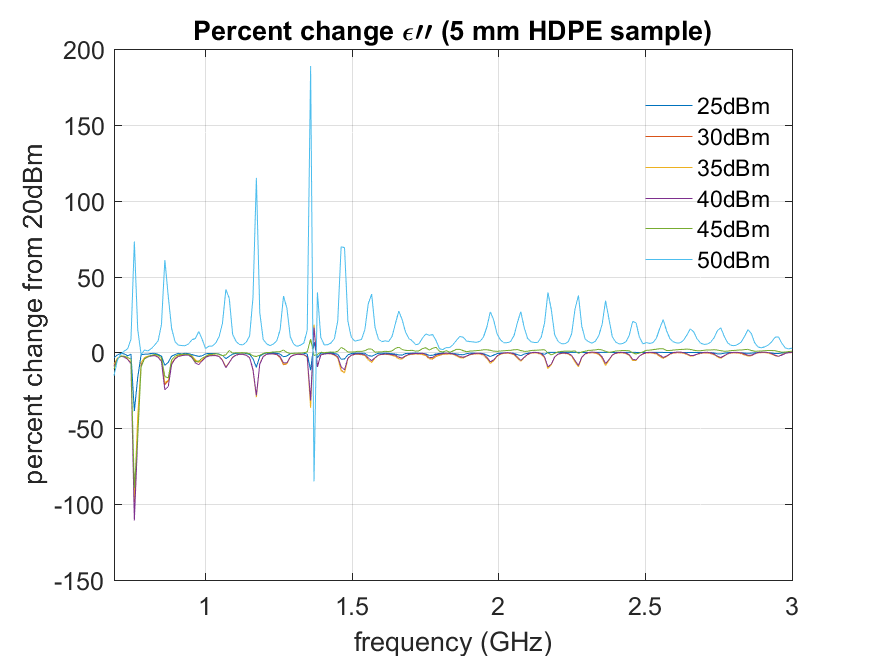 Percent change ϵ′′ (5 mm HDPE sample)
200
150
100
50
0
-50
-100
-150
percent change from 20dBm
25dBm
30dBm
35dBm
40dBm
45dBm
50dBm
1
1.5
2
2.5
3
frequency (GHz)